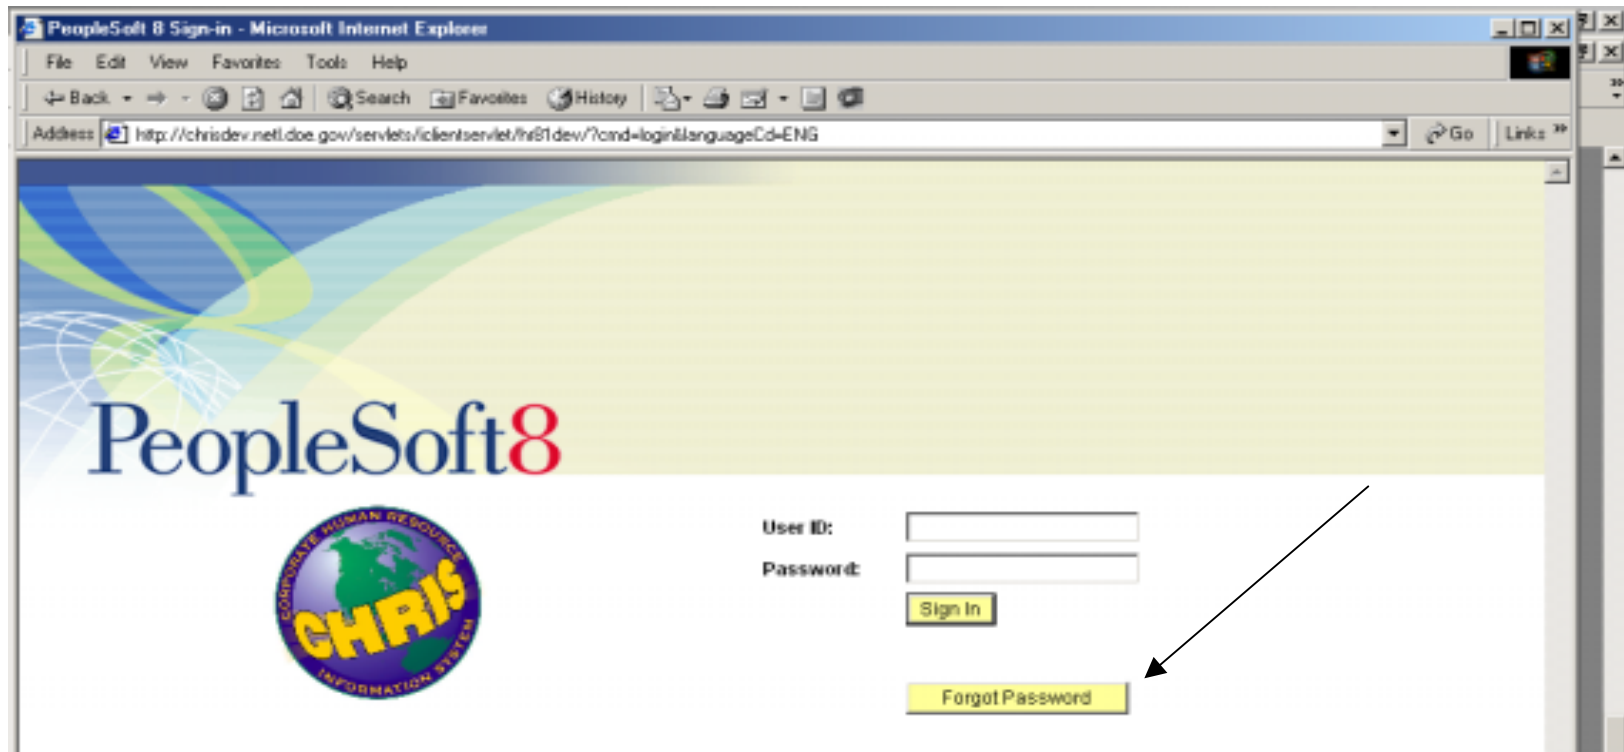 PeopleSoft 8 Sign-in - Microsoft Internet Explorer
File Edit View Favorites Tools Help
Back Search Favorites History
Address http://chrisdev.netl.doe.gov/servlets/iclientservlet/hr81dev/?cmd=login&languageCd=ENG Go Links »
PeopleSoft8
CORPORATE HUMAN RESOURCE
CHRIS
INFORMATION SYSTEM
User ID:
Password:
Sign In
Forgot Password